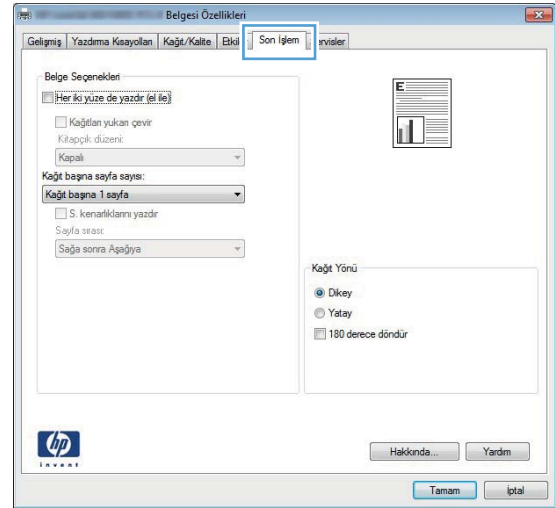 Belgesi Özellikleri
Gelişmiş Yazdırma Kısayolları Kağıt/Kalite Etkil Son İşlem ervisler
Belge Seçenekleri
Her iki yüze de yazdır (el ile)
Kağıtları yukarı çevir
Kitapçık düzeni:
Kapalı
Kağıt başına sayfa sayısı:
Kağıt başına 1 sayfa
S. kenarlıklarını yazdır
Sayfa sırası:
Sağa sonra Aşağıya
E
Kağıt Yönü
Dikey
Yatay
180 derece döndür
hp
invent
Hakkında... Yardım
Tamam İptal